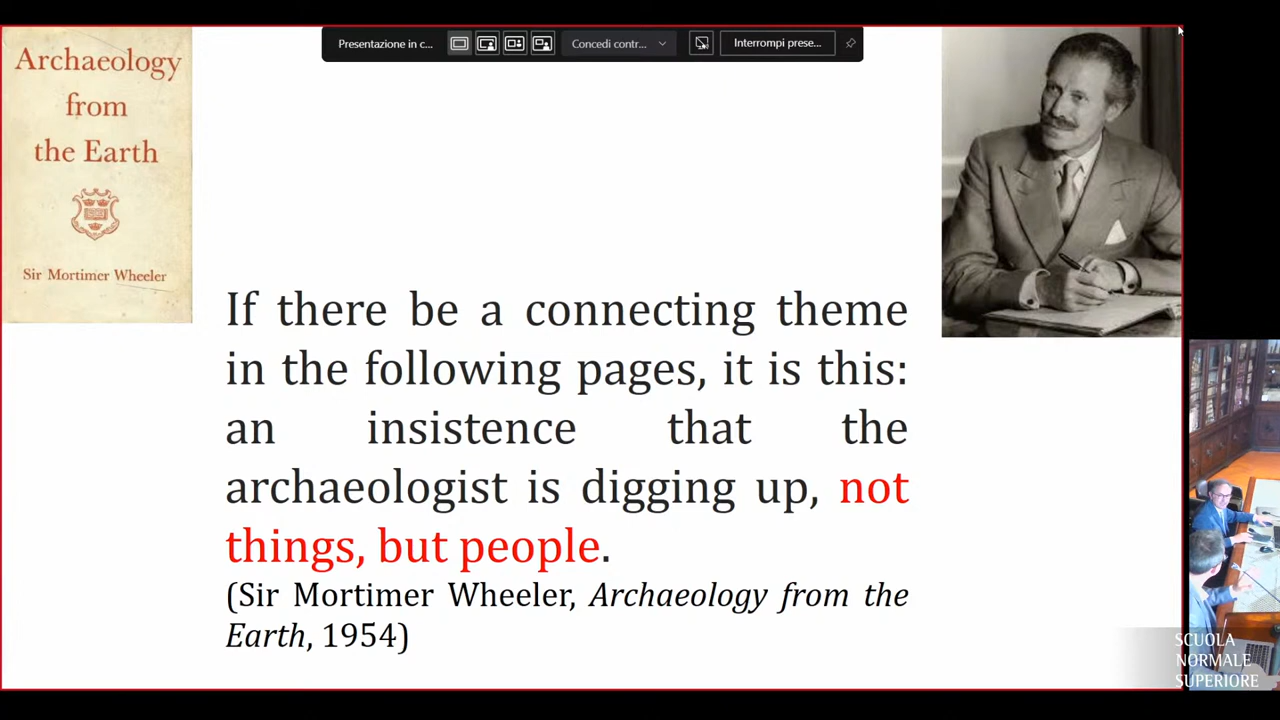 Presentazione in c...
Concedi contr...
Interrompi prese...
Archaeology
from
the Earth
Sir Mortimer Wheeler
If there be a connecting theme
in the following pages, it is this:
an insistence that the
archaeologist is digging up, not
things, but people.
(Sir Mortimer Wheeler, Archaeology from the
Earth, 1954)
SCUOLA
NORMALE
SUPERIORE